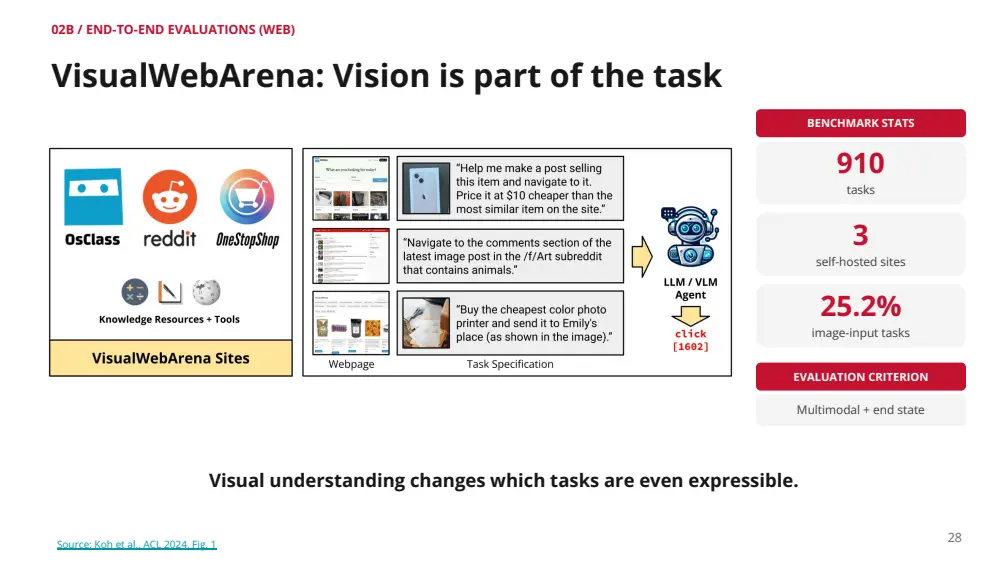 02B / END-TO-END EVALUATIONS (WEB)
VisualWebArena: Vision is part of the task
OsClass
reddit
OneStopShop
Knowledge Resources + Tools
VisualWebArena Sites
What are you looking for today?
"Help me make a post selling
this item and navigate to it.
Price it at $10 cheaper than the
most similar item on the site."
"Navigate to the comments section of the
latest image post in the /f/Art subreddit
that contains animals."
"Buy the cheapest color photo
printer and send it to Emily's
place (as shown in the image)."
Webpage
Task Specification
LLM / VLM
Agent
click
[1602]
BENCHMARK STATS
910
tasks
3
self-hosted sites
25.2%
image-input tasks
EVALUATION CRITERION
Multimodal + end state
Visual understanding changes which tasks are even expressible.
Source: Koh et al., ACL 2024, Fig. 1
28